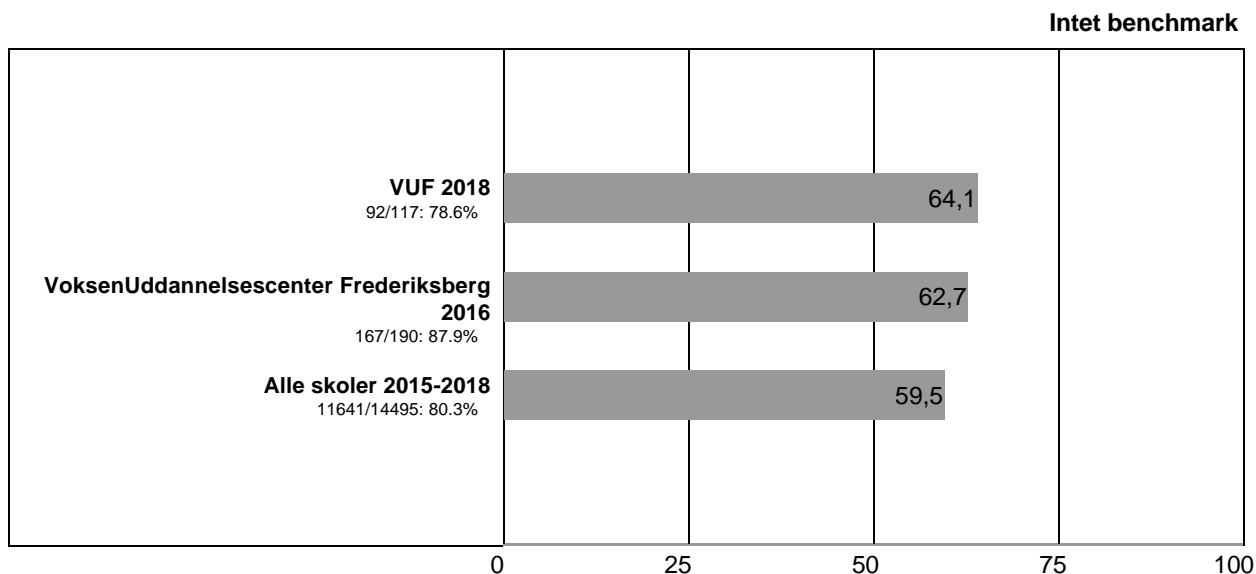 Intet benchmark
VUF 2018
92/117: 78.6%
64,1
VoksenUddannelsescenter Frederiksberg
2016
167/190: 87.9%
62,7
Alle skoler 2015-2018
11641/14495: 80.3%
59,5
0 25 50 75 100